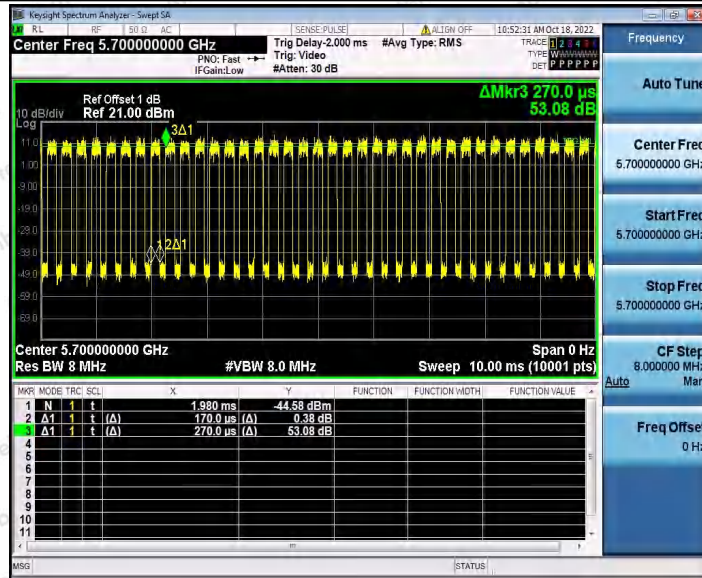 Keysight Spectrum Analyzer - Swept SA
RL RF 50 Ω AC SENSE:PULSE ALIGN OFF 10:52:31 AM Oct 18, 2022
Center Freq 5.700000000 GHz
PNO: Fast
IFGain:Low
Trig Delay-2.000 ms
Trig: Video
#Atten: 30 dB
#Avg Type: RMS
TRACE 1 2 3 4 5 6
TYPE WWWWWW
DET P P P P P P
ΔMkr3 270.0 µs
53.08 dB
Ref Offset 1 dB
10 dB/div Ref 21.00 dBm
Log
11.0
1.00
-9.00
-19.0
-29.0
-39.0
-49.0
-59.0
-69.0
3Δ1
2Δ1
Center 5.700000000 GHz Span 0 Hz
Res BW 8 MHz #VBW 8.0 MHz Sweep 10.00 ms (10001 pts)
MKR MODE TRC SCL X Y FUNCTION FUNCTION WIDTH FUNCTION VALUE
1 N 1 t 1.980 ms -44.58 dBm
2 Δ1 1 t (Δ) 170.0 µs (Δ) 0.38 dB
3 Δ1 1 t (Δ) 270.0 µs (Δ) 53.08 dB
4
5
6
7
8
9
10
11
MSG STATUS
Frequency
Auto Tune
Center Freq
5.700000000 GHz
Start Freq
5.700000000 GHz
Stop Freq
5.700000000 GHz
CF Step
8.000000 MHz
Auto Man
Freq Offset
0 Hz